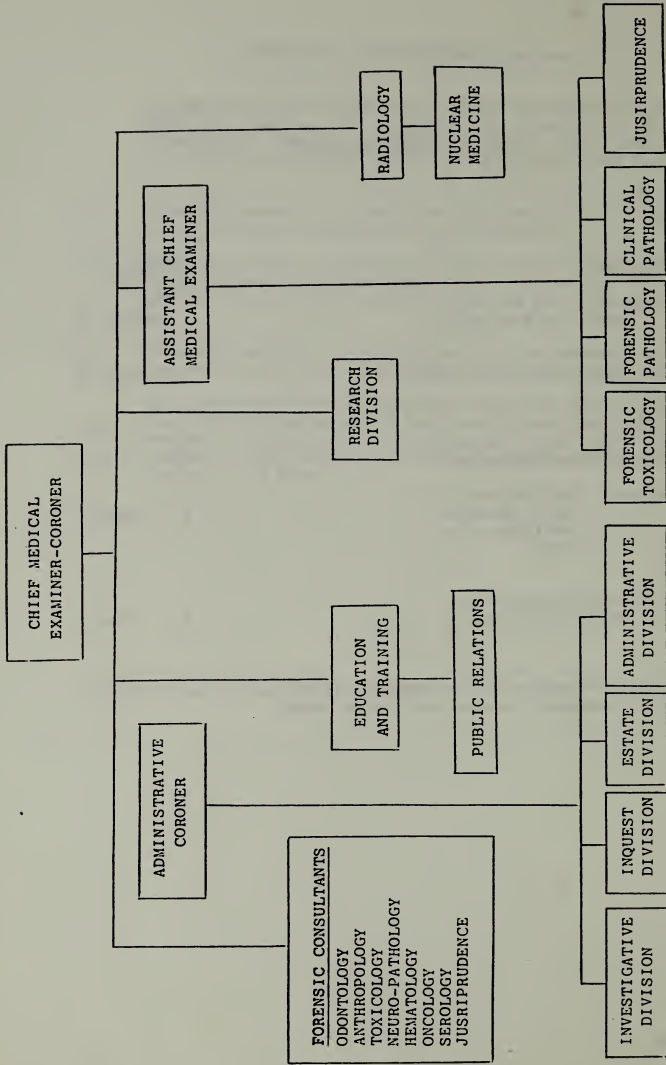 CHIEF MEDICAL
EXAMINER-CORONER
ADMINISTRATIVE
CORONER
ASSISTANT CHIEF
MEDICAL EXAMINER
FORENSIC CONSULTANTS
ODONTOLOGY
ANTHROPOLOGY
TOXICOLOGY
NEURO-PATHOLOGY
HEMATOLOGY
ONCOLOGY
SEROLOGY
JUSRIPRUDENCE
EDUCATION
AND TRAINING
PUBLIC RELATIONS
RESEARCH
DIVISION
RADIOLOGY
NUCLEAR
MEDICINE
INVESTIGATIVE
DIVISION
INQUEST
DIVISION
ESTATE
DIVISION
ADMINISTRATIVE
DIVISION
FORENSIC
TOXICOLOGY
FORENSIC
PATHOLOGY
CLINICAL
PATHOLOGY
JUSIRPRUDENCE